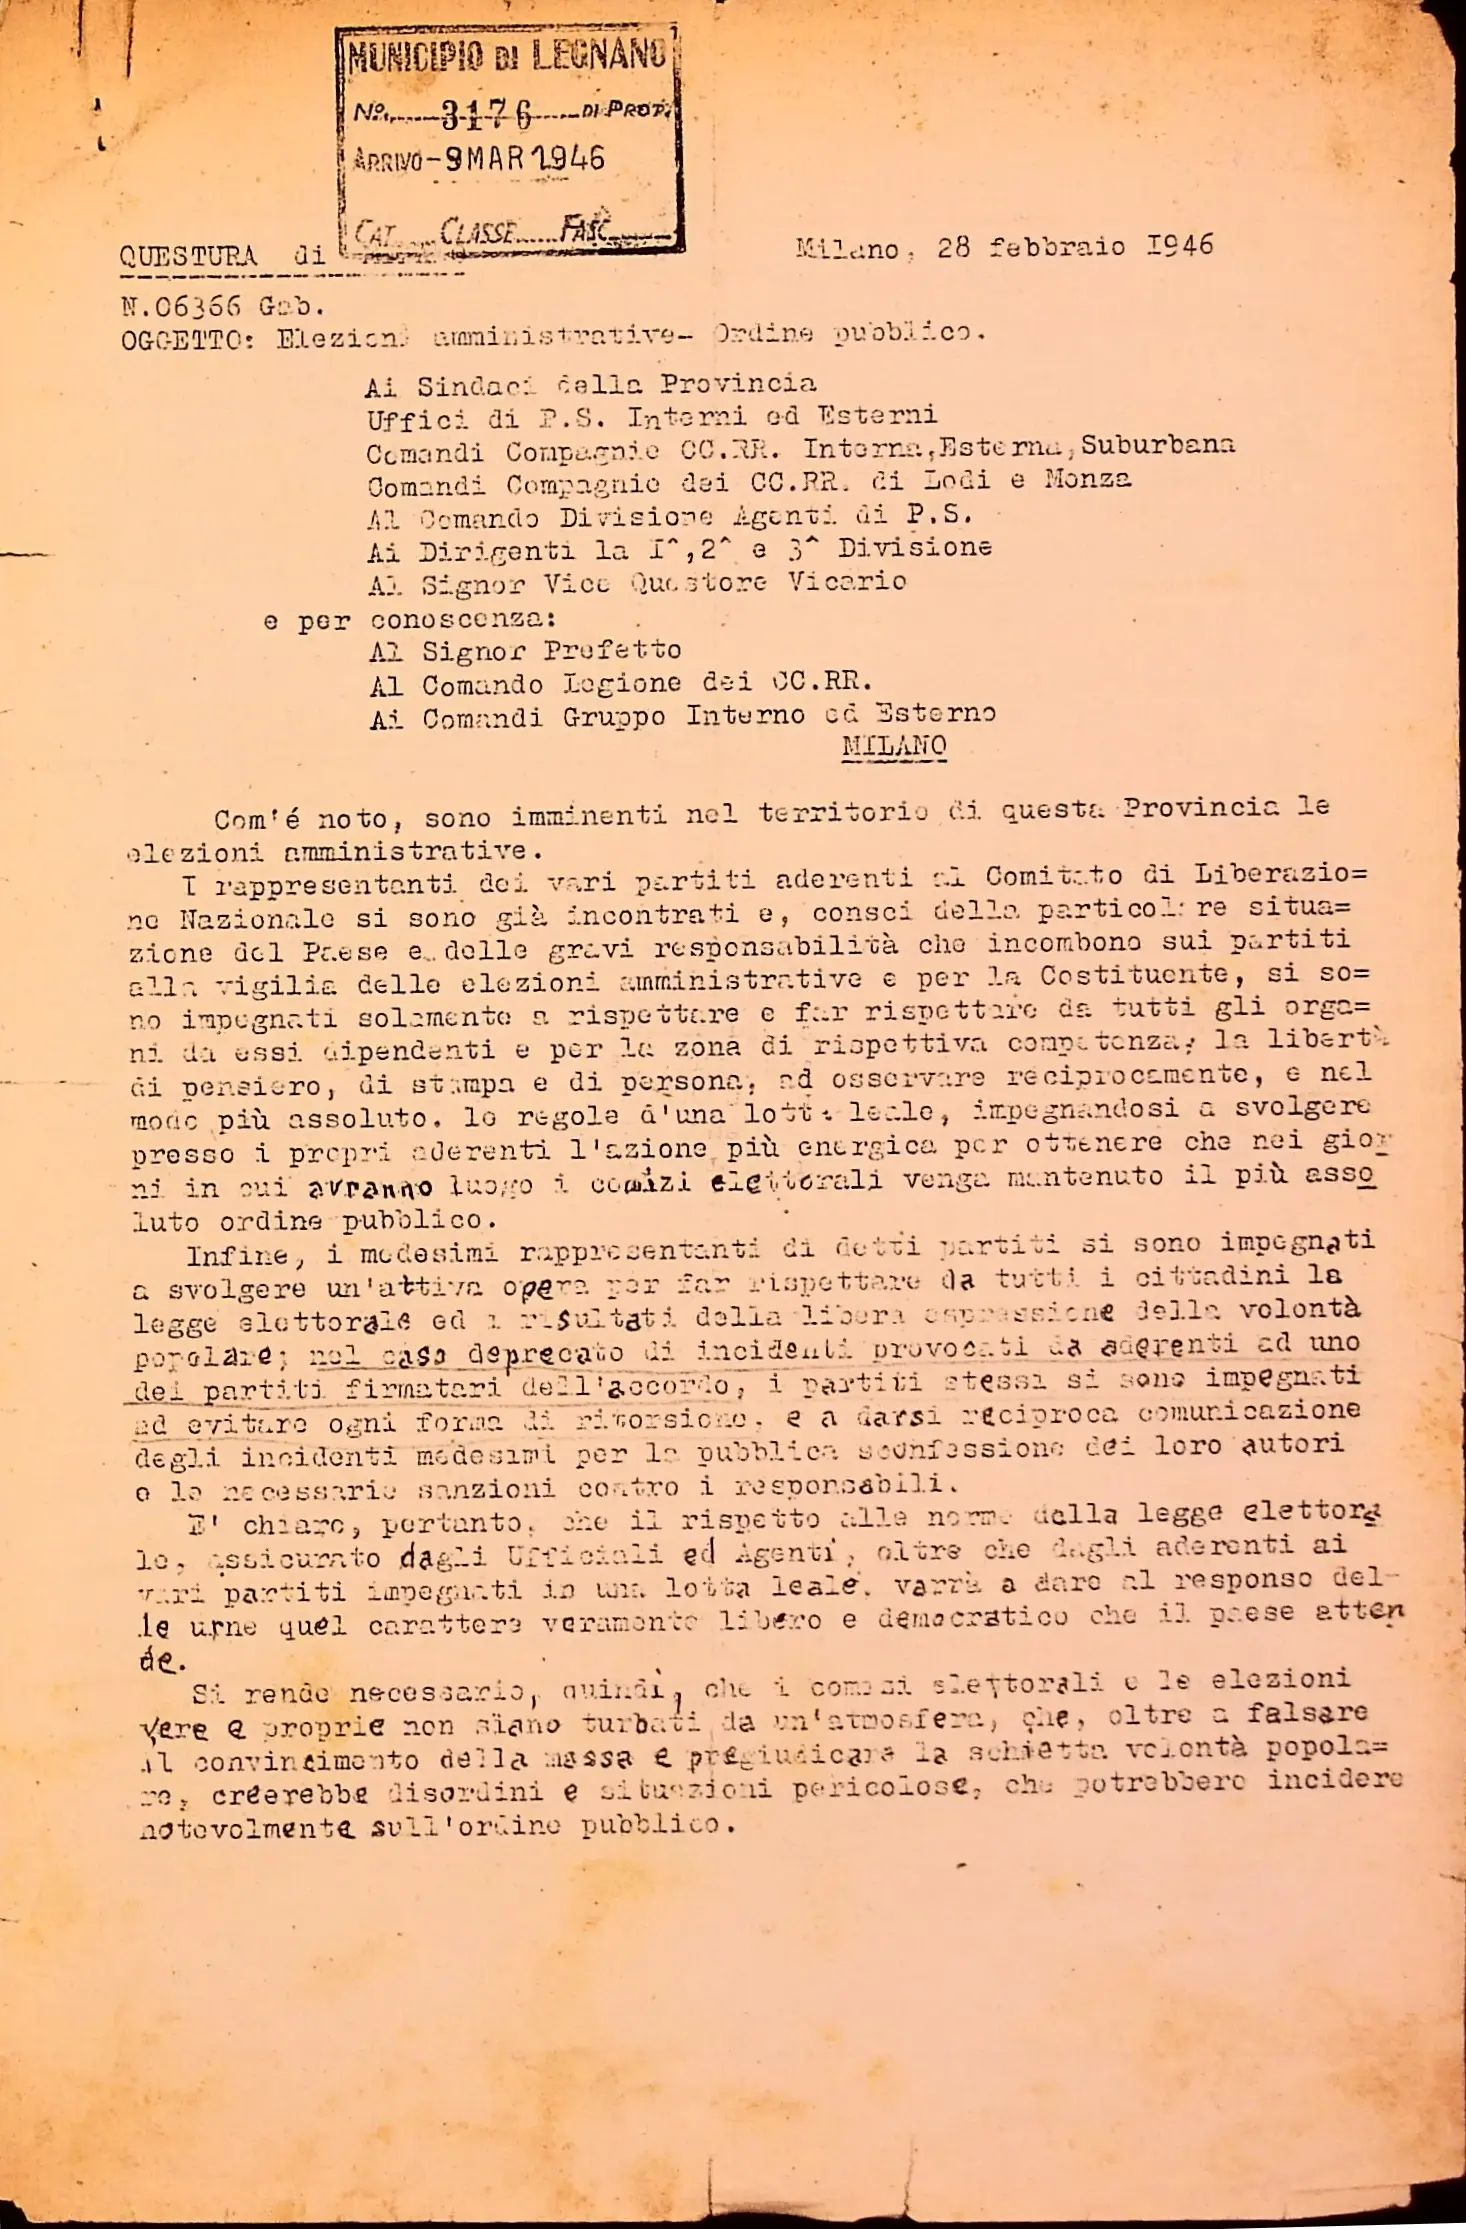 MUNICIPIO DI LEGNANO
No. 3176 DI PROT.
ARRIVO - 9 MAR 1946
CAT. CLASSE FASC.
QUESTURA di
Milano, 28 febbraio I946
N.06366 Gab.
OGGETTO: Elezioni amministrative- Ordine pubblico.
Ai Sindaci della Provincia
Uffici di P.S. Interni ed Esterni
Comandi Compagnie CC.RR. Interna,Esterna,Suburbana
Comandi Compagnie dei CC.RR. di Lodi e Monza
Al Comando Divisione Agenti di P.S.
Ai Dirigenti la I^,2^ e 3^ Divisione
Al Signor Vice Questore Vicario
e per conoscenza:
Al Signor Prefetto
Al Comando Legione dei CC.RR.
Ai Comandi Gruppo Interno ed Esterno
MILANO
Com'é noto, sono imminenti nel territorio di questa Provincia le
elezioni amministrative.
I rappresentanti dei vari partiti aderenti al Comitato di Liberazio=
ne Nazionale si sono già incontrati e, consci della particolare situa=
zione del Paese e delle gravi responsabilità che incombono sui partiti
alla vigilia delle elezioni amministrative e per la Costituente, si so=
no impegnati solamente a rispettare e far rispettare da tutti gli orga=
ni da essi dipendenti e per la zona di rispettiva competenza, la libertà
di pensiero, di stampa e di persona, ad osservare reciprocamente, e nel
modo più assoluto, le regole d'una lotta leale, impegnandosi a svolgere
presso i propri aderenti l'azione più energica per ottenere che nei gior
ni in cui avranno luogo i comizi elettorali venga mantenuto il più asso
luto ordine pubblico.
Infine, i medesimi rappresentanti di detti partiti si sono impegnati
a svolgere un'attiva opera per far rispettare da tutti i cittadini la
legge elettorale ed i risultati della libera espressione della volontà
popolare; nel caso deprecato di incidenti provocati da aderenti ad uno
dei partiti firmatari dell'accordo, i partiti stessi si sono impegnati
ad evitare ogni forma di ritorsione, e a darsi reciproca comunicazione
degli incidenti medesimi per la pubblica sconfessione dei loro autori
e le necessarie sanzioni contro i responsabili.
E' chiaro, pertanto, che il rispetto alle norme della legge elettora
le, assicurato dagli Ufficiali ed Agenti, oltre che dagli aderenti ai
vari partiti impegnati in una lotta leale, varrà a dare al responso del-
le urne quel carattere veramente libero e democratico che il paese atten
de.
Si rende necessario, quindi, che i comizi elettorali e le elezioni
vere e proprie non siano turbati da un'atmosfera, che, oltre a falsare
il convincimento della massa e pregiudicare la schietta volontà popola=
re, creerebbe disordini e situazioni pericolose, che potrebbero incidere
notevolmente sull'ordine pubblico.